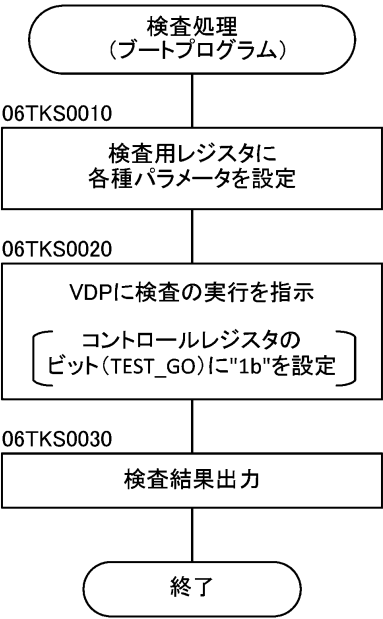 検査処理
（ブートプログラム）
06TKS0010
検査用レジスタに
各種パラメータを設定
06TKS0020
VDPに検査の実行を指示
コントロールレジスタの
ビット（TEST_GO）に"1b"を設定
06TKS0030
検査結果出力
終了